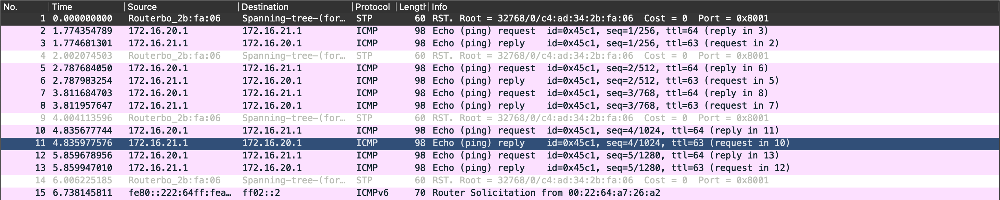 No. Time Source Destination Protocol Length Info
1 0.000000000 Routerbo_2b:fa:06 Spanning-tree-(for… STP 60 RST. Root = 32768/0/c4:ad:34:2b:fa:06 Cost = 0 Port = 0x8001
2 1.774354789 172.16.20.1 172.16.21.1 ICMP 98 Echo (ping) request id=0x45c1, seq=1/256, ttl=64 (reply in 3)
3 1.774681301 172.16.21.1 172.16.20.1 ICMP 98 Echo (ping) reply id=0x45c1, seq=1/256, ttl=63 (request in 2)
4 2.002074503 Routerbo_2b:fa:06 Spanning-tree-(for… STP 60 RST. Root = 32768/0/c4:ad:34:2b:fa:06 Cost = 0 Port = 0x8001
5 2.787684050 172.16.20.1 172.16.21.1 ICMP 98 Echo (ping) request id=0x45c1, seq=2/512, ttl=64 (reply in 6)
6 2.787983254 172.16.21.1 172.16.20.1 ICMP 98 Echo (ping) reply id=0x45c1, seq=2/512, ttl=63 (request in 5)
7 3.811684703 172.16.20.1 172.16.21.1 ICMP 98 Echo (ping) request id=0x45c1, seq=3/768, ttl=64 (reply in 8)
8 3.811957647 172.16.21.1 172.16.20.1 ICMP 98 Echo (ping) reply id=0x45c1, seq=3/768, ttl=63 (request in 7)
9 4.004113596 Routerbo_2b:fa:06 Spanning-tree-(for… STP 60 RST. Root = 32768/0/c4:ad:34:2b:fa:06 Cost = 0 Port = 0x8001
10 4.835677744 172.16.20.1 172.16.21.1 ICMP 98 Echo (ping) request id=0x45c1, seq=4/1024, ttl=64 (reply in 11)
11 4.835977576 172.16.21.1 172.16.20.1 ICMP 98 Echo (ping) reply id=0x45c1, seq=4/1024, ttl=63 (request in 10)
12 5.859678956 172.16.20.1 172.16.21.1 ICMP 98 Echo (ping) request id=0x45c1, seq=5/1280, ttl=64 (reply in 13)
13 5.859947010 172.16.21.1 172.16.20.1 ICMP 98 Echo (ping) reply id=0x45c1, seq=5/1280, ttl=63 (request in 12)
14 6.006225185 Routerbo_2b:fa:06 Spanning-tree-(for… STP 60 RST. Root = 32768/0/c4:ad:34:2b:fa:06 Cost = 0 Port = 0x8001
15 6.738145811 fe80::222:64ff:fea… ff02::2 ICMPv6 70 Router Solicitation from 00:22:64:a7:26:a2